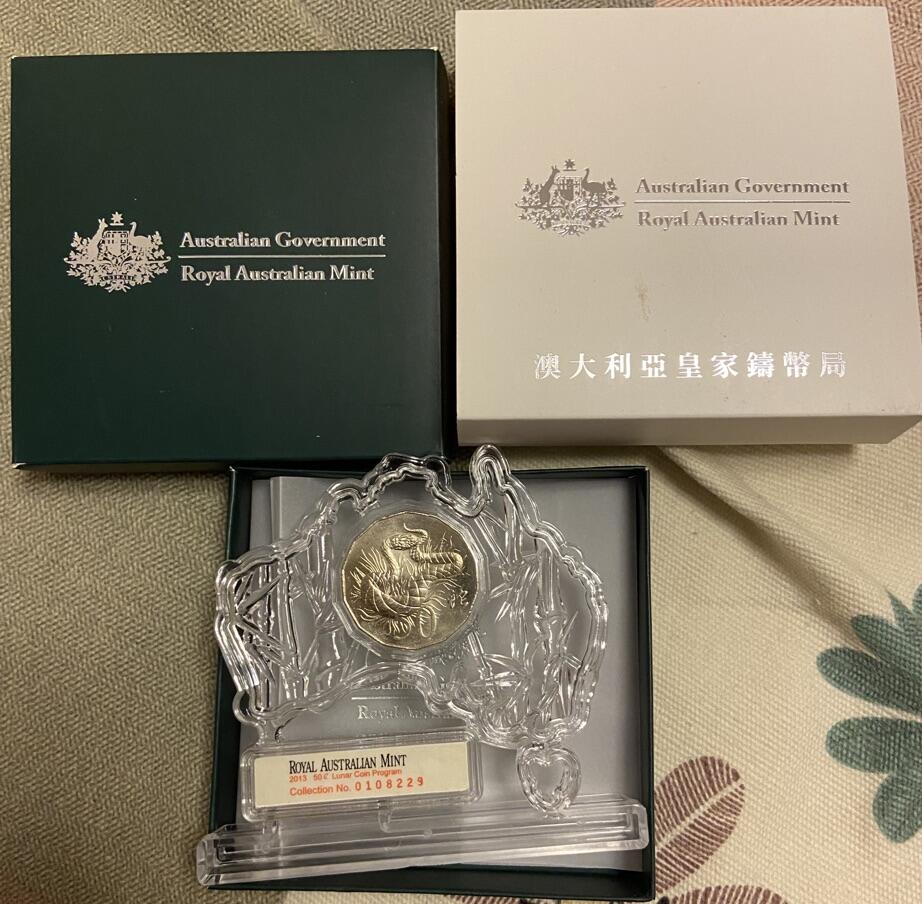 Australian Government
Royal Australian Mint
Australian Government
Royal Australian Mint
澳大利亞皇家鑄幣局
蛇
ROYAL AUSTRALIAN MINT
2013 50¢ Lunar Coin Program
Collection No. 0108229